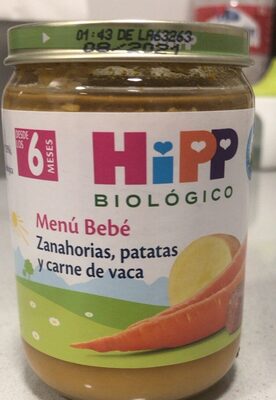 01:43 DE LA63263
08/2021
DESDE LOS 6 MESES
HiPP
BIOLÓGICO
Menú Bebé
Zanahorias, patatas
y carne de vaca